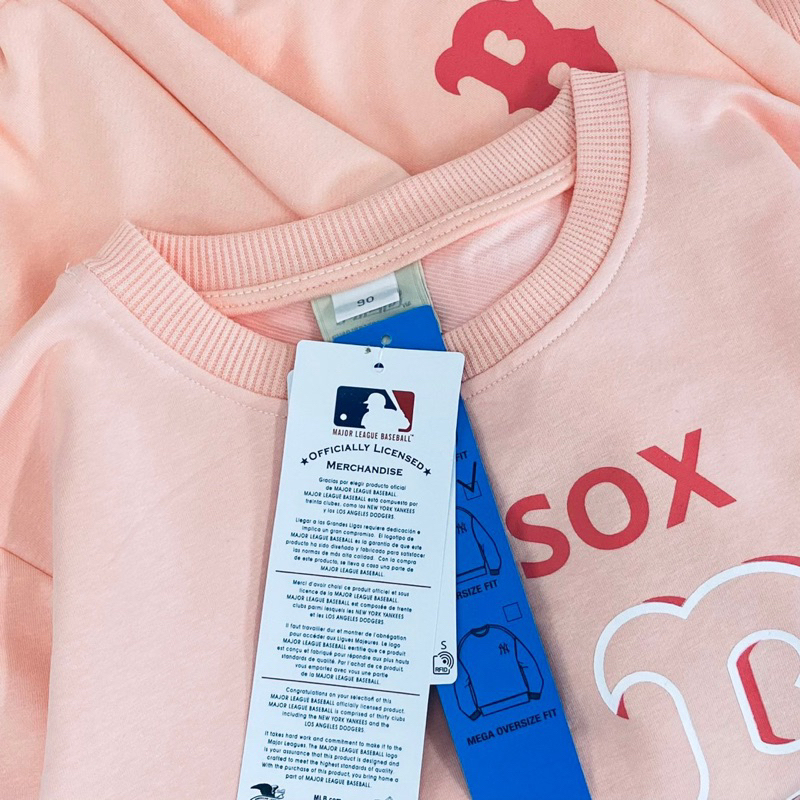 B
90
MAJOR LEAGUE BASEBALL
★OFFICIALLY LICENSED★
MERCHANDISE
Gracias por elegir producto oficial
de MAJOR LEAGUE BASEBALL.
MAJOR LEAGUE BASEBALL está compuesto por
treinta clubes, como los NEW YORK YANKEES
y los LOS ANGELES DODGERS.
Llegar a las Grandes Ligas requiere dedicación e
implica un gran compromiso. El logotipo de
MAJOR LEAGUE BASEBALL es la garantía de que este
producto ha sido diseñado y fabricado para satisfacer
las normas de más alta calidad. Con la compra
de este producto, se lleva a casa una parte de
MAJOR LEAGUE BASEBALL.
Merci d'avoir choisi ce produit officiel et sous
licence de la MAJOR LEAGUE BASEBALL.
MAJOR LEAGUE BASEBALL est composée de trente
clubs parmi lesquels les NEW YORK YANKEES
et les LOS ANGELES DODGERS
Il faut travailler dur et montrer de l'abnégation
pour accéder aux Ligues Majeures. Le logo
MAJOR LEAGUE BASEBALL certifie que ce produit
est conçu et fabriqué pour répondre aux plus hauts
standards de qualité. Par l'achat de ce produit,
vous emportez avec vous une partie
de la MAJOR LEAGUE BASEBALL.
Congratulations on your selection of this
MAJOR LEAGUE BASEBALL officially licensed product.
MAJOR LEAGUE BASEBALL is comprised of thirty clubs
including the NEW YORK YANKEES and the
LOS ANGELES DODGERS.
It takes hard work and commitment to make it to the
Major Leagues. The MAJOR LEAGUE BASEBALL logo
is your assurance that this product is designed and
crafted to meet the highest standards of quality.
With the purchase of this product, you bring home a
part of MAJOR LEAGUE BASEBALL.
S
RFID
FIT
NY
MEGA OVERSIZE FIT
SOX
B